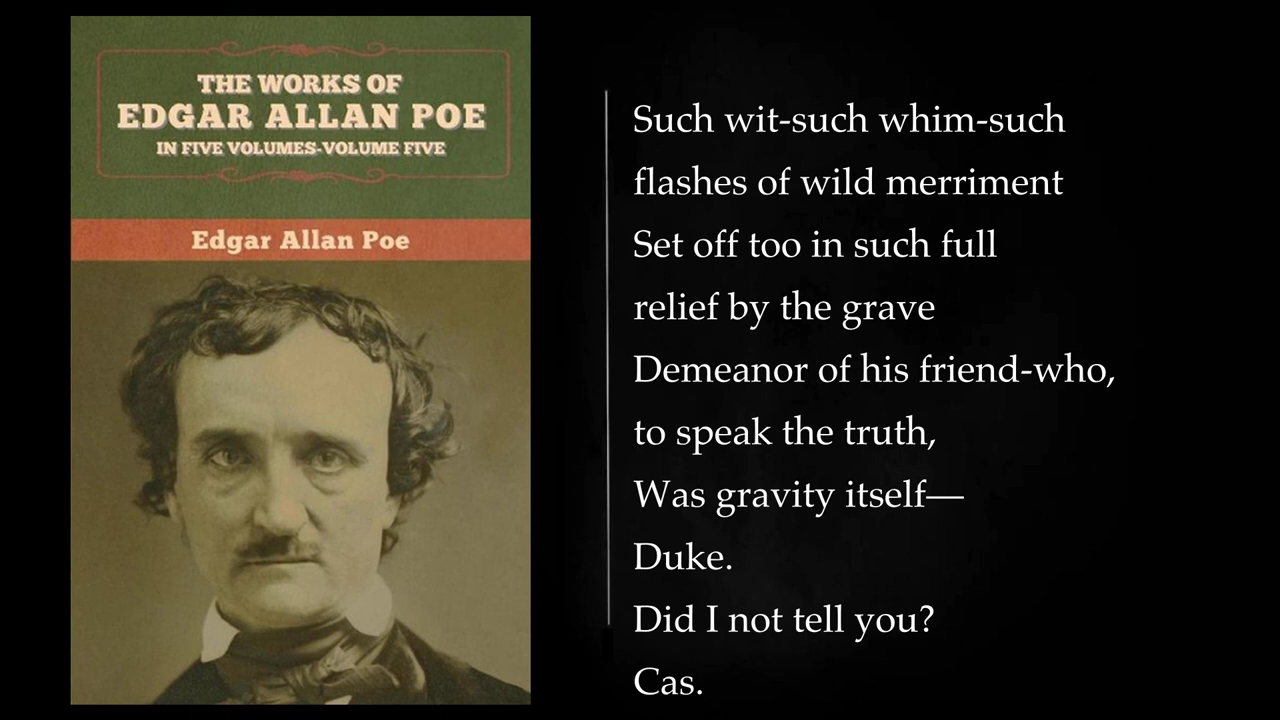 THE WORKS OF
EDGAR ALLAN POE
IN FIVE VOLUMES-VOLUME FIVE
Edgar Allan Poe
Such wit-such whim-such
flashes of wild merriment
Set off too in such full
relief by the grave
Demeanor of his friend-who,
to speak the truth,
Was gravity itself—
Duke.
Did I not tell you?
Cas.